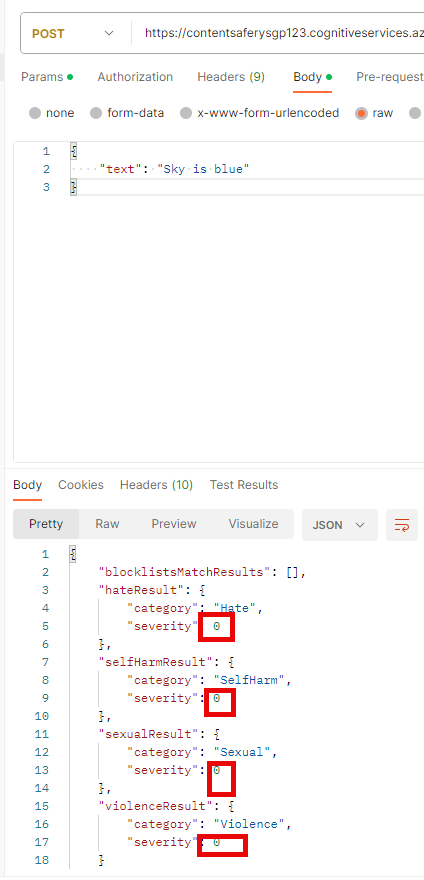 POST https://contentsaferysgp123.cognitiveservices.az
Params Authorization Headers (9) Body Pre-request
none form-data x-www-form-urlencoded raw
1 {
2 "text": "Sky is blue"
3 }
Body Cookies Headers (10) Test Results
Pretty Raw Preview Visualize JSON
1 {
2 "blocklistsMatchResults": [],
3 "hateResult": {
4 "category": "Hate",
5 "severity": 0
6 },
7 "selfHarmResult": {
8 "category": "SelfHarm",
9 "severity": 0
10 },
11 "sexualResult": {
12 "category": "Sexual",
13 "severity": 0
14 },
15 "violenceResult": {
16 "category": "Violence",
17 "severity": 0
18 }